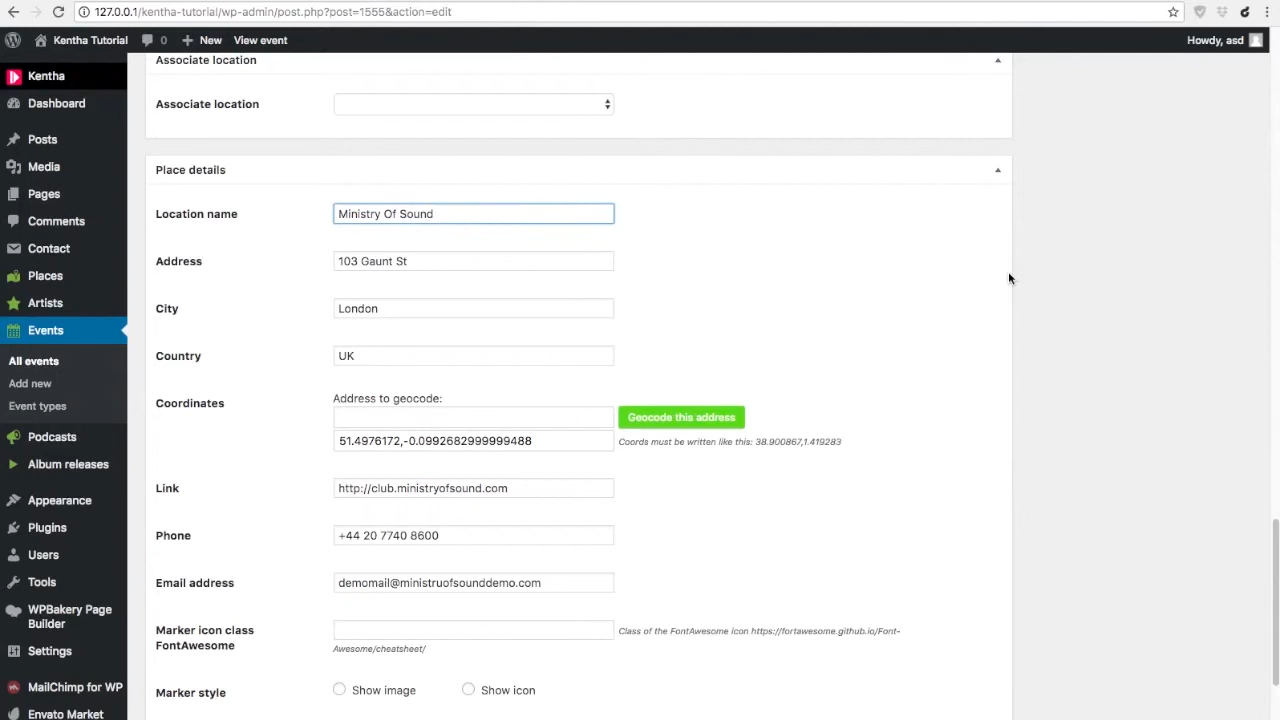 127.0.0.1/kentha-tutorial/wp-admin/post.php?post=1555&action=edit
Kentha Tutorial 0 New View event Howdy, asd
Kentha
Dashboard
Posts
Media
Pages
Comments
Contact
Places
Artists
Events
All events
Add new
Event types
Podcasts
Album releases
Appearance
Plugins
Users
Tools
WPBakery Page
Builder
Settings
MailChimp for WP
Envato Market
Associate location
Associate location
Place details
Location name Ministry Of Sound
Address 103 Gaunt St
City London
Country UK
Coordinates Address to geocode:
Geocode this address
51.4976172,-0.0992682999999488 Coords must be written like this: 38.900867,1.419283
Link http://club.ministryofsound.com
Phone +44 20 7740 8600
Email address demomail@ministruofsounddemo.com
Marker icon class
FontAwesome
Class of the FontAwesome icon https://fortawesome.github.io/Font-
Awesome/cheatsheet/
Marker style Show image Show icon